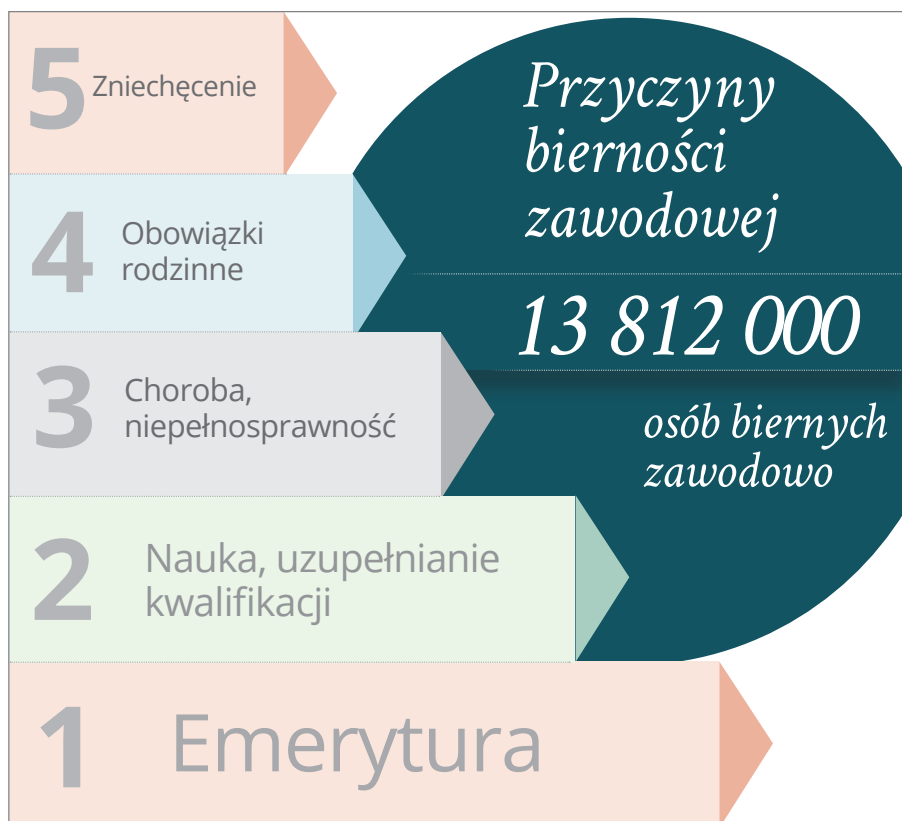 5 Zniechęcenie
4 Obowiązki
rodzinne
3 Choroba,
niepełnosprawność
2 Nauka, uzupełnianie
kwalifikacji
1 Emerytura
Przyczyny
bierności
zawodowej
13 812 000
osób biernych
zawodowo